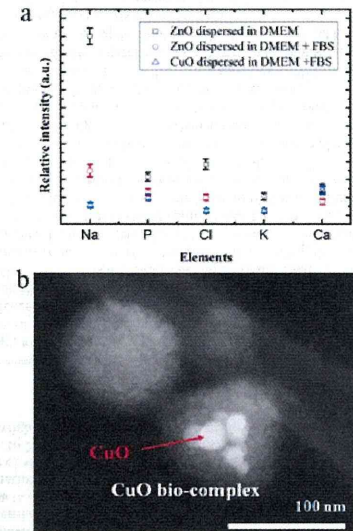 a
ZnO dispersed in DMEM
ZnO dispersed in DMEM + FBS
CuO dispersed in DMEM +FBS
Relative intensity (a.u.)
Na P Cl K Ca
Elements
b
CuO
CuO bio-complex
100 nm